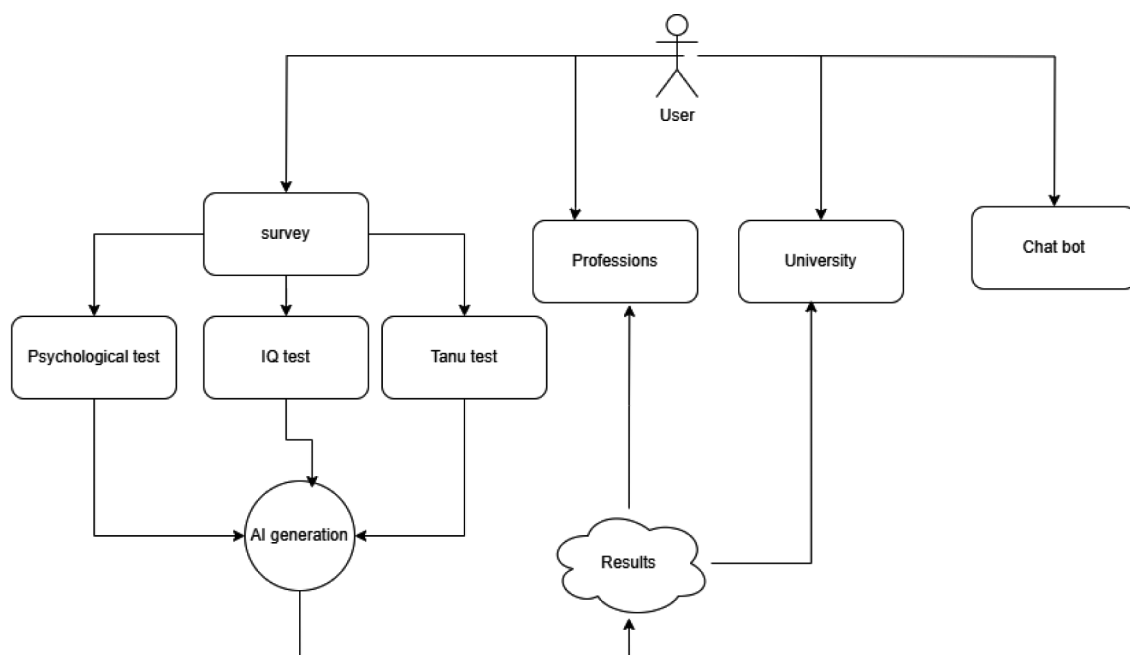 User
survey
Professions
University
Chat bot
Psychological test
IQ test
Tanu test
AI generation
Results